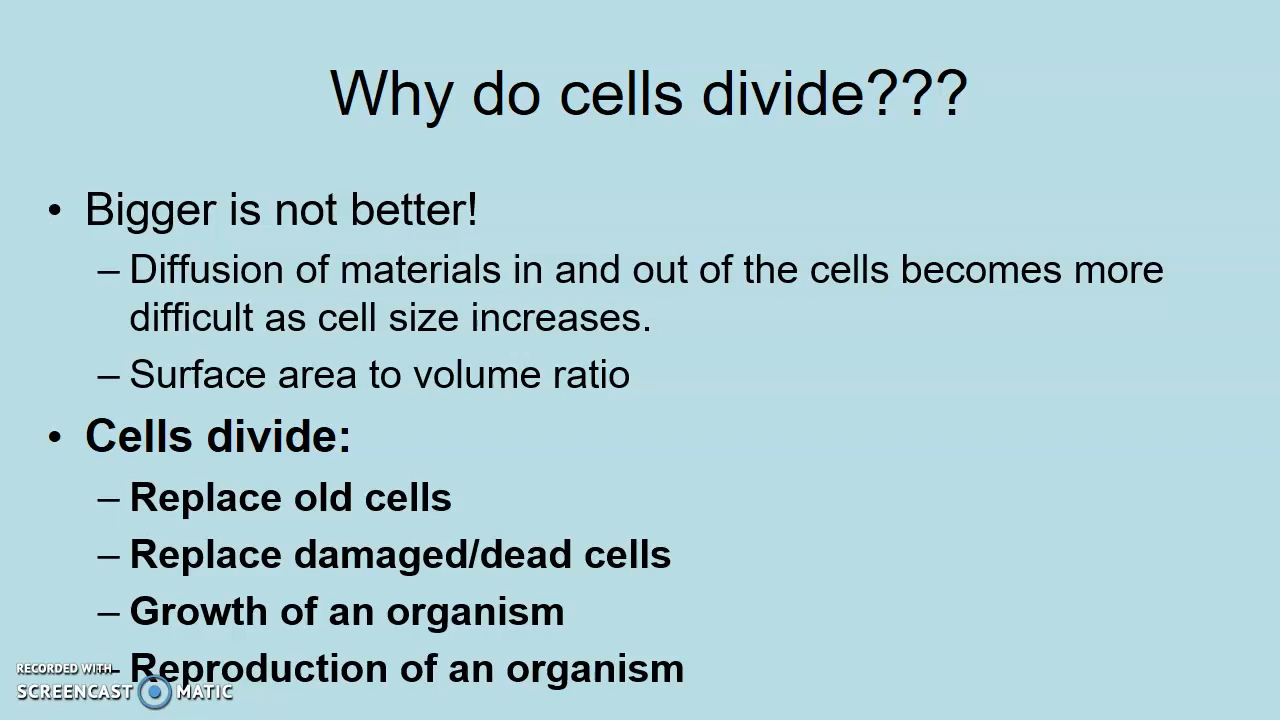 Why do cells divide???
• Bigger is not better!
– Diffusion of materials in and out of the cells becomes more
difficult as cell size increases.
– Surface area to volume ratio
• Cells divide:
– Replace old cells
– Replace damaged/dead cells
– Growth of an organism
– Reproduction of an organism
RECORDED WITH
SCREENCAST MATIC